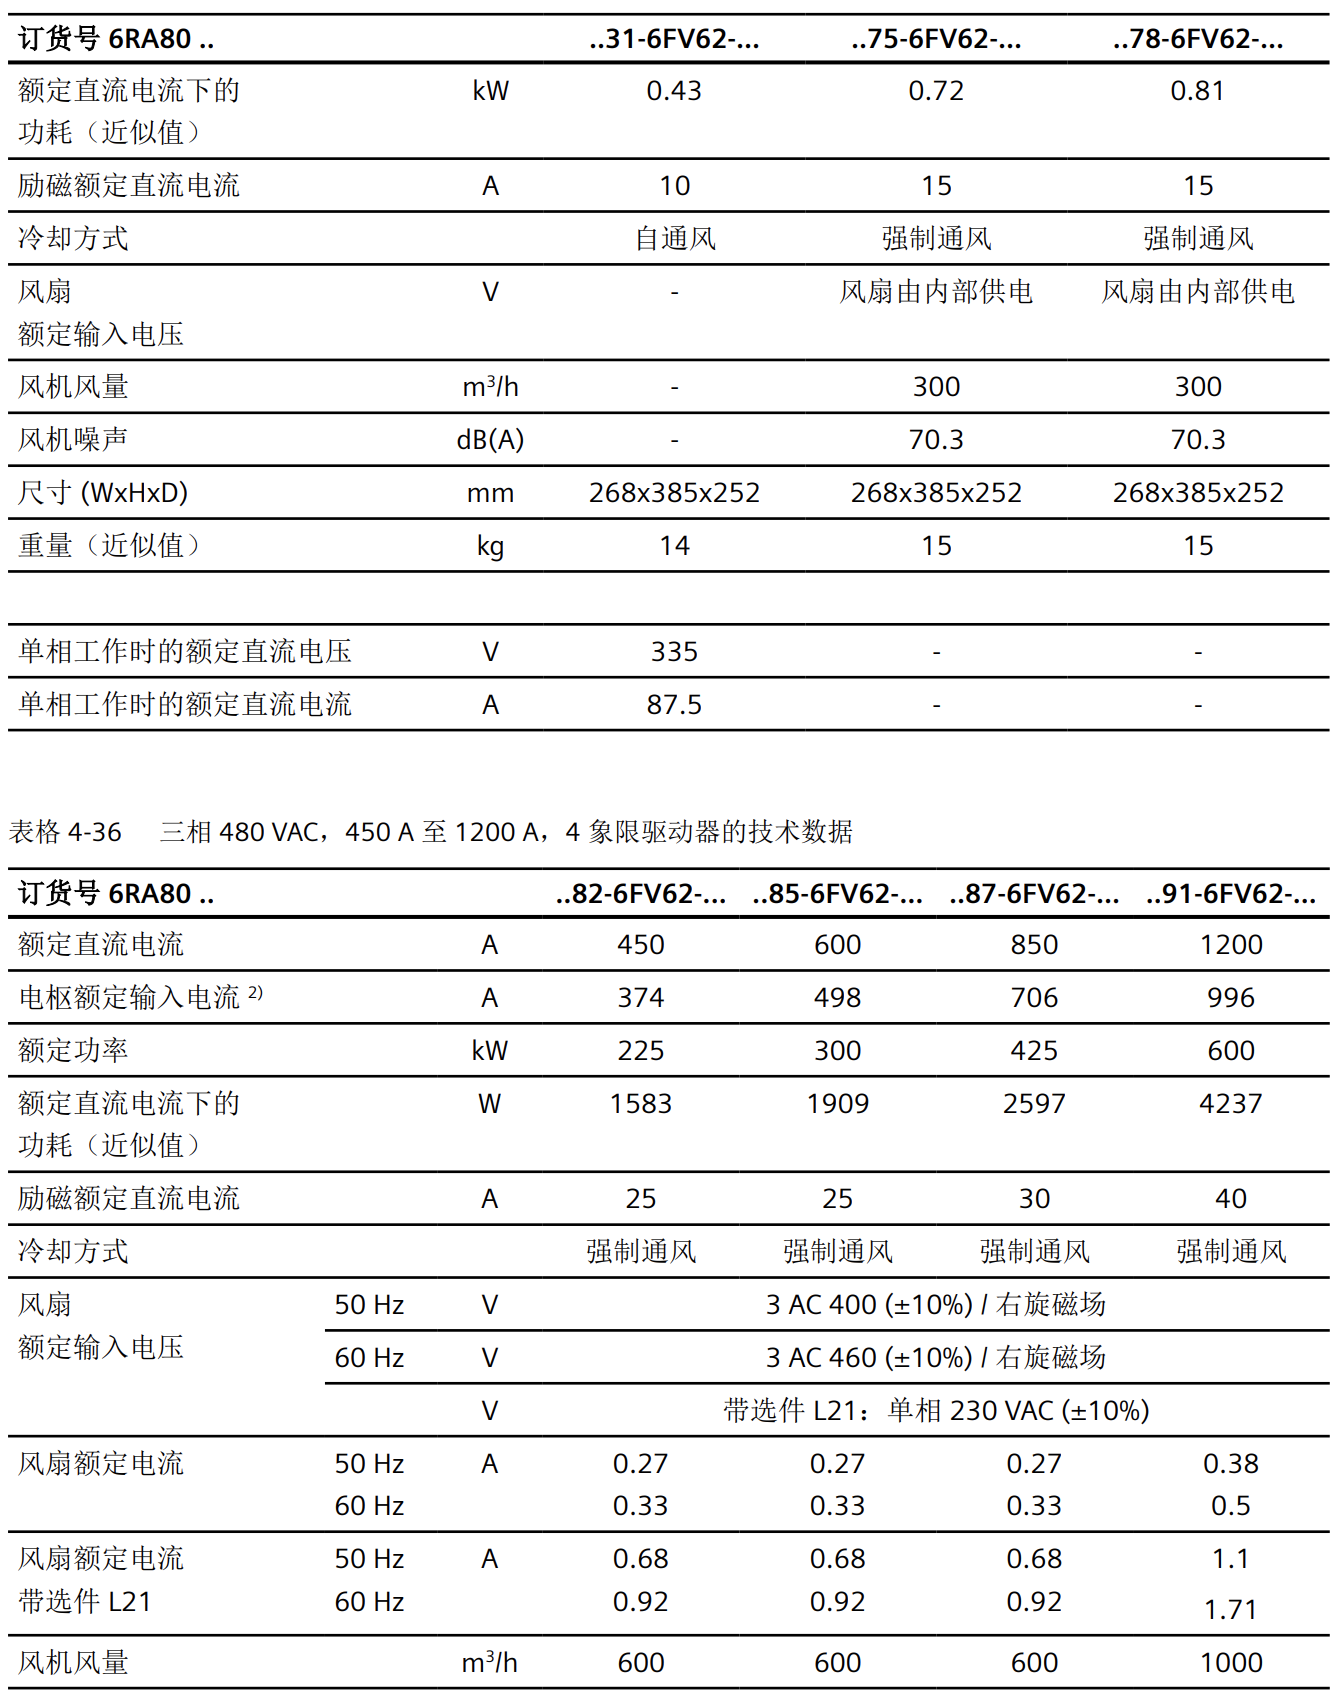 订货号 6RA80 .. ..31-6FV62-... ..75-6FV62-... ..78-6FV62-...
额定直流电流下的 kW 0.43 0.72 0.81
功耗（近似值）
励磁额定直流电流 A 10 15 15
冷却方式 自通风 强制通风 强制通风
风扇 V - 风扇由内部供电 风扇由内部供电
额定输入电压
风机风量 m³/h - 300 300
风机噪声 dB(A) - 70.3 70.3
尺寸 (WxHxD) mm 268x385x252 268x385x252 268x385x252
重量（近似值） kg 14 15 15
单相工作时的额定直流电压 V 335 - -
单相工作时的额定直流电流 A 87.5 - -
表格 4-36 三相 480 VAC，450 A 至 1200 A，4 象限驱动器的技术数据
订货号 6RA80 .. ..82-6FV62-... ..85-6FV62-... ..87-6FV62-... ..91-6FV62-...
额定直流电流 A 450 600 850 1200
电枢额定输入电流 2) A 374 498 706 996
额定功率 kW 225 300 425 600
额定直流电流下的 W 1583 1909 2597 4237
功耗（近似值）
励磁额定直流电流 A 25 25 30 40
冷却方式 强制通风 强制通风 强制通风 强制通风
风扇 50 Hz V 3 AC 400 (±10%) / 右旋磁场
额定输入电压 60 Hz V 3 AC 460 (±10%) / 右旋磁场
V 带选件 L21：单相 230 VAC (±10%)
风扇额定电流 50 Hz A 0.27 0.27 0.27 0.38
60 Hz 0.33 0.33 0.33 0.5
风扇额定电流 50 Hz A 0.68 0.68 0.68 1.1
带选件 L21 60 Hz 0.92 0.92 0.92 1.71
风机风量 m³/h 600 600 600 1000